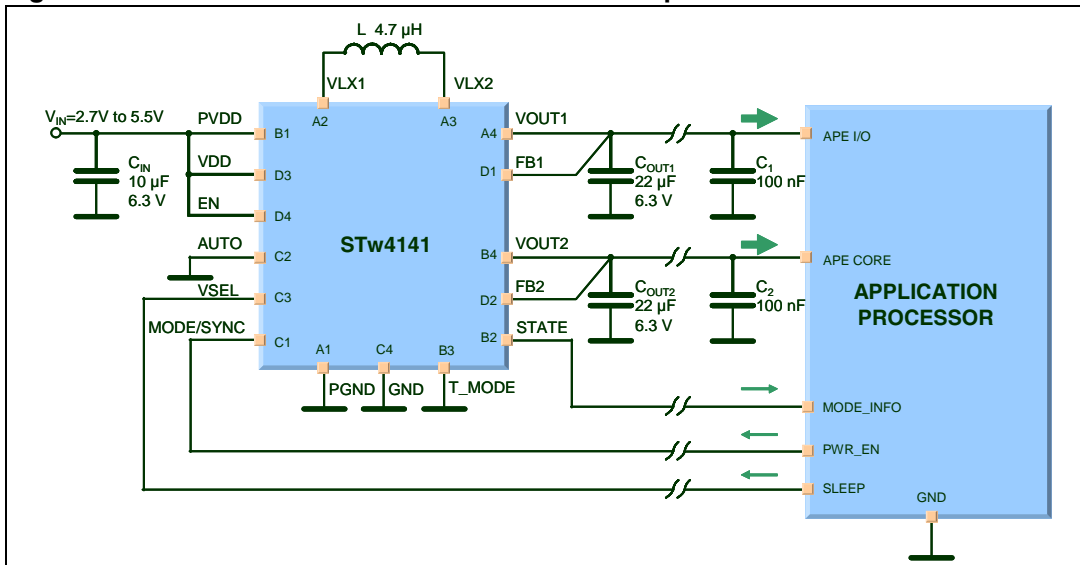 L 4.7 µH
VLX1
VLX2
VIN=2.7V to 5.5V
PVDD
B1
A2
A3
A4
VOUT1
APE I/O
CIN
10 µF
6.3 V
VDD
D3
D1
FB1
COUT1
22 µF
6.3 V
C1
100 nF
EN
D4
STw4141
AUTO
C2
B4
VOUT2
APE CORE
VSEL
C3
D2
FB2
COUT2
22 µF
6.3 V
C2
100 nF
APPLICATION
PROCESSOR
MODE/SYNC
C1
A1
C4
B3
B2
STATE
PGND
GND
T_MODE
MODE_INFO
PWR_EN
SLEEP
GND